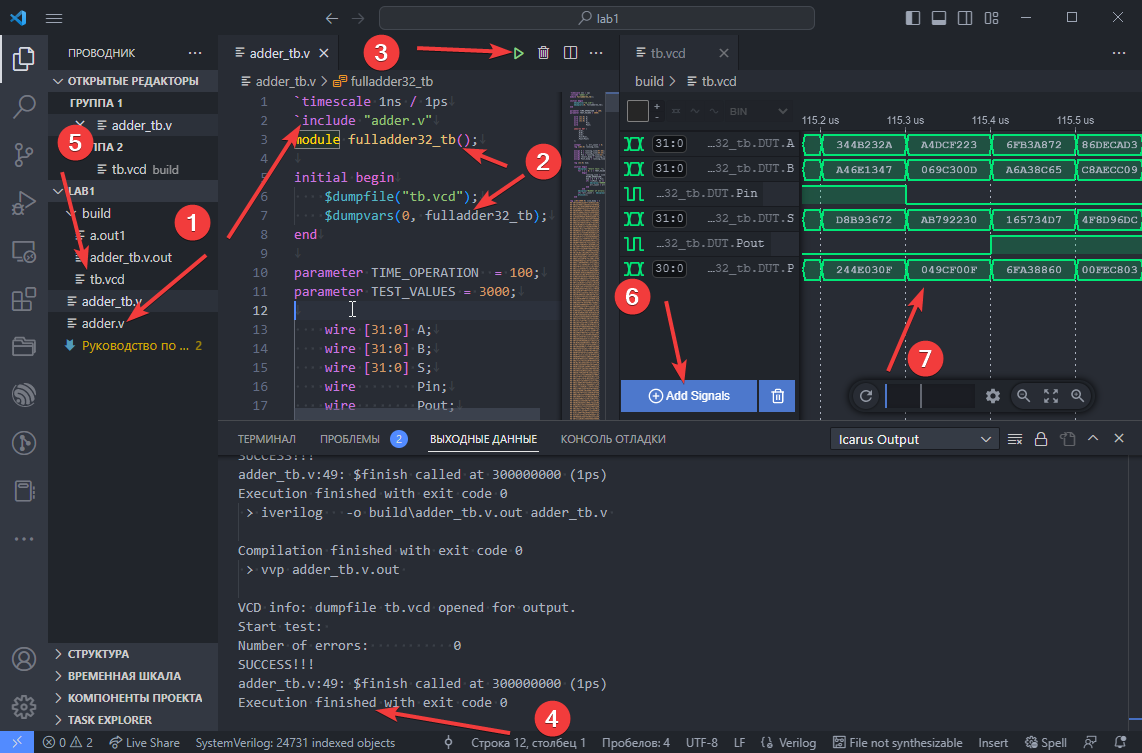 lab1
ПРОВОДНИК
ОТКРЫТЫЕ РЕДАКТОРЫ
ГРУППА 1
adder_tb.v
ППА 2
tb.vcd build
LAB1
build
a.out1
adder_tb.v.out
tb.vcd
adder_tb.v
adder.v
Руководство по ... 2
СТРУКТУРА
ВРЕМЕННАЯ ШКАЛА
КОМПОНЕНТЫ ПРОЕКТА
TASK EXPLORER
1
5
adder_tb.v
3
adder_tb.v > fulladder32_tb
1 `timescale 1ns / 1ps
2 `include "adder.v"
3 module fulladder32_tb();
4
5 initial begin
6 $dumpfile("tb.vcd");
7 $dumpvars(0, fulladder32_tb);
8 end
9
10 parameter TIME_OPERATION = 100;
11 parameter TEST_VALUES = 3000;
12
13 wire [31:0] A;
14 wire [31:0] B;
15 wire [31:0] S;
16 wire Pin;
17 wire Pout;
2
tb.vcd
build > tb.vcd
BIN
115.2 us 115.3 us 115.4 us 115.5 us
31:0 …32_tb.DUT.A 344B232A A4DCF223 6FB3A872 86DECAD3
31:0 …32_tb.DUT.B A46E1347 069C300D A6A38C65 C8AECC09
…32_tb.DUT.Pin
31:0 …32_tb.DUT.S D8B93672 AB792230 165734D7 4F8D96DC
…32_tb.DUT.Pout
30:0 …32_tb.DUT.P 244E030F 049CF00F 6FA38860 00FEC803
6
7
Add Signals
ТЕРМИНАЛ ПРОБЛЕМЫ 2 ВЫХОДНЫЕ ДАННЫЕ КОНСОЛЬ ОТЛАДКИ Icarus Output
SUCCESS!!!
adder_tb.v:49: $finish called at 300000000 (1ps)
Execution finished with exit code 0
> iverilog -o build\adder_tb.v.out adder_tb.v
Compilation finished with exit code 0
> vvp adder_tb.v.out
VCD info: dumpfile tb.vcd opened for output.
Start test:
Number of errors: 0
SUCCESS!!!
adder_tb.v:49: $finish called at 300000000 (1ps)
Execution finished with exit code 0
4
0 2 Live Share SystemVerilog: 24731 indexed objects Строка 12, столбец 1 Пробелов: 4 UTF-8 LF Verilog File not synthesizable Insert Spell